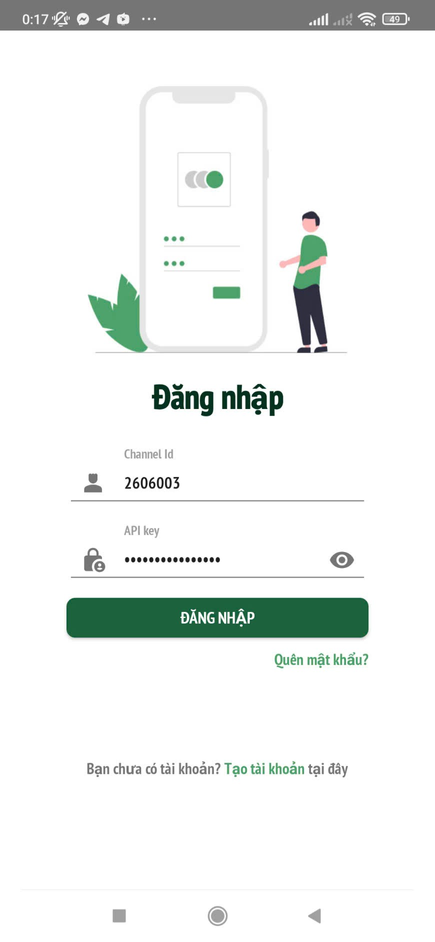 0:17
49
Đăng nhập
Channel Id
2606003
API key
••••••••••••••••
ĐĂNG NHẬP
Quên mật khẩu?
Bạn chưa có tài khoản? Tạo tài khoản tại đây